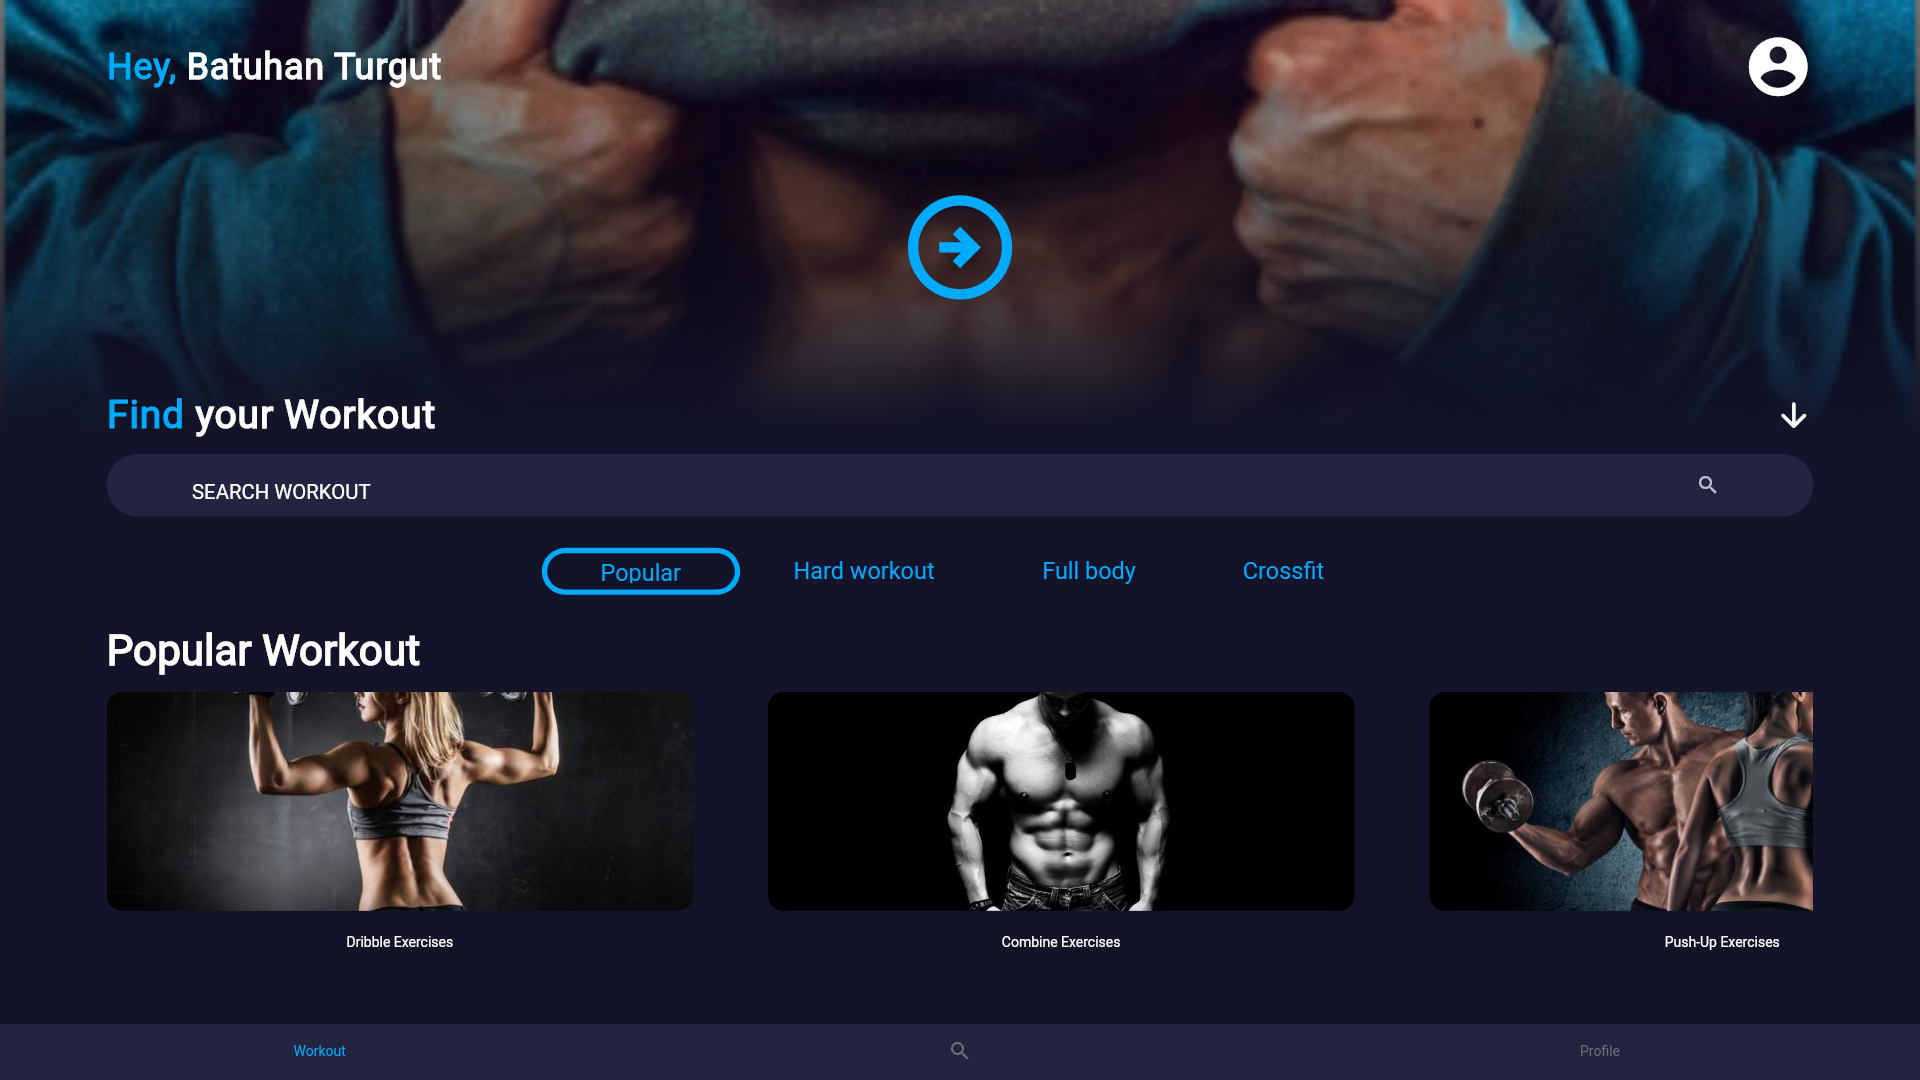 Hey, Batuhan Turgut
Find your Workout
SEARCH WORKOUT
Popular
Hard workout
Full body
Crossfit
Popular Workout
Dribble Exercises
Combine Exercises
Push-Up Exercises
Workout
Profile